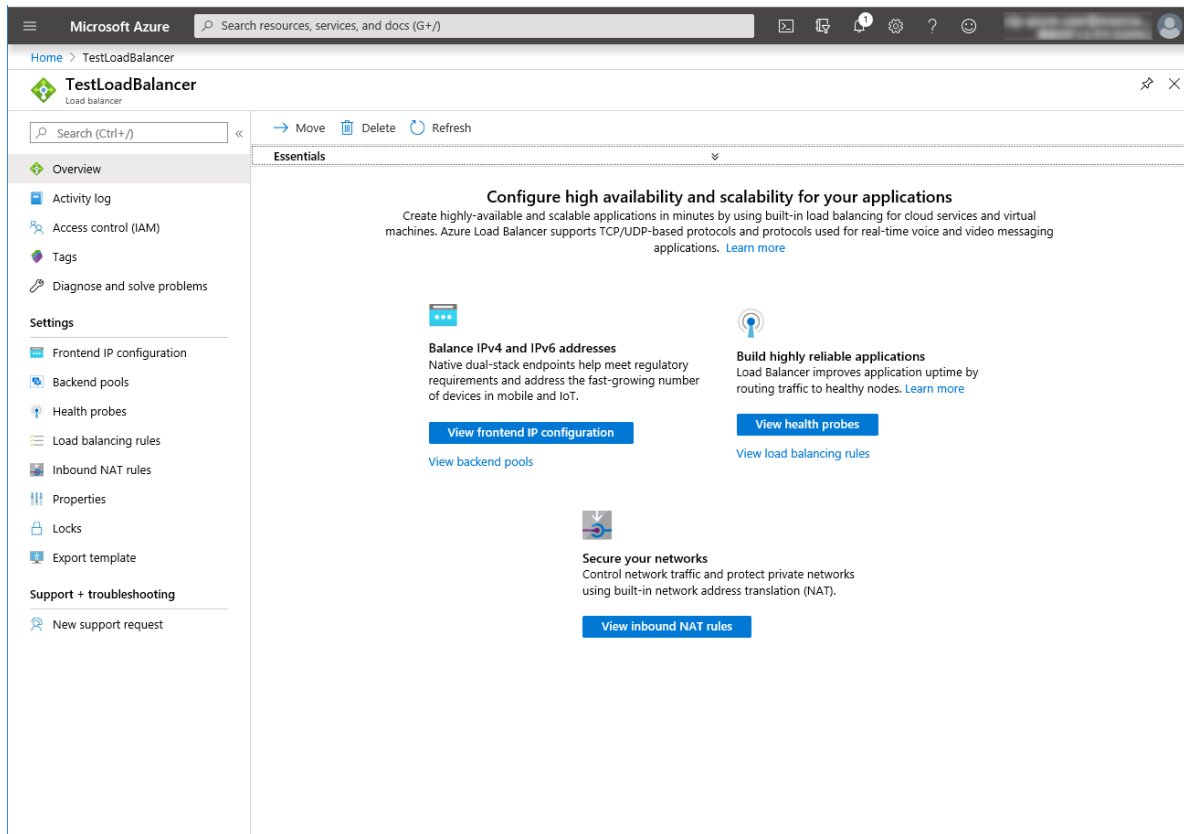 Microsoft Azure
Search resources, services, and docs (G+/)
1
Home > TestLoadBalancer
TestLoadBalancer
Load balancer
Search (Ctrl+/)
«
Overview
Activity log
Access control (IAM)
Tags
Diagnose and solve problems
Settings
Frontend IP configuration
Backend pools
Health probes
Load balancing rules
Inbound NAT rules
Properties
Locks
Export template
Support + troubleshooting
New support request
Move Delete Refresh
Essentials
Configure high availability and scalability for your applications
Create highly-available and scalable applications in minutes by using built-in load balancing for cloud services and virtual
machines. Azure Load Balancer supports TCP/UDP-based protocols and protocols used for real-time voice and video messaging
applications. Learn more
Balance IPv4 and IPv6 addresses
Native dual-stack endpoints help meet regulatory
requirements and address the fast-growing number
of devices in mobile and IoT.
View frontend IP configuration
View backend pools
Build highly reliable applications
Load Balancer improves application uptime by
routing traffic to healthy nodes. Learn more
View health probes
View load balancing rules
Secure your networks
Control network traffic and protect private networks
using built-in network address translation (NAT).
View inbound NAT rules